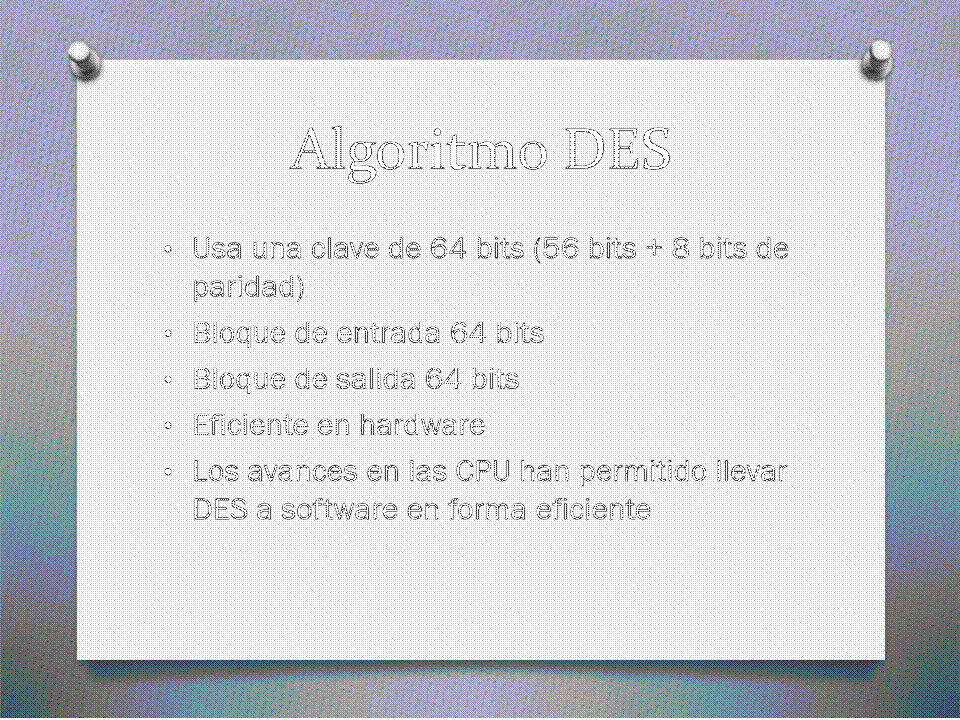 Algoritmo DES
• Usa una clave de 64 bits (56 bits + 8 bits de
paridad)
• Bloque de entrada 64 bits
• Bloque de salida 64 bits
• Eficiente en hardware
• Los avances en las CPU han permitido llevar
DES a software en forma eficiente